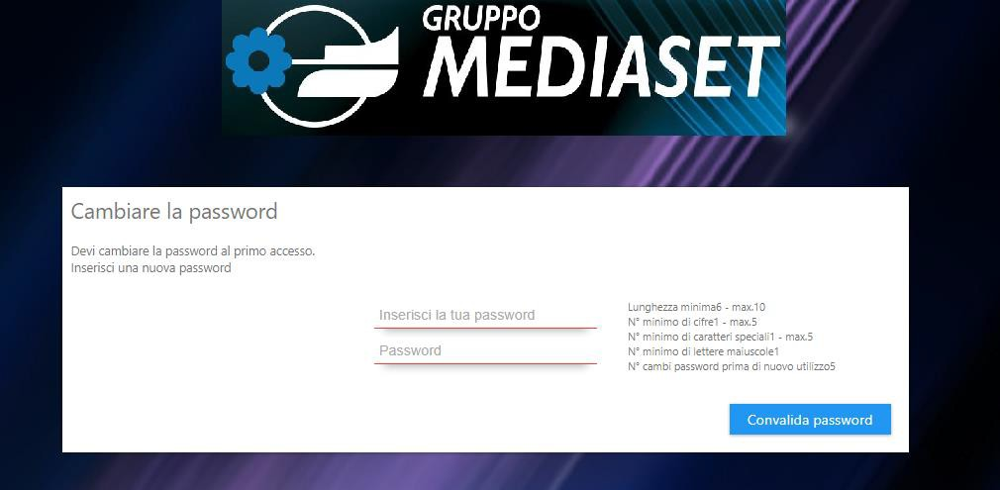 GRUPPO
MEDIASET
Cambiare la password
Devi cambiare la password al primo accesso.
Inserisci una nuova password
Inserisci la tua password
Password
Lunghezza minima6 - max.10
N° minimo di cifre1 - max.5
N° minimo di caratteri speciali1 - max.5
N° minimo di lettere maiuscole1
N° cambi password prima di nuovo utilizzo5
Convalida password